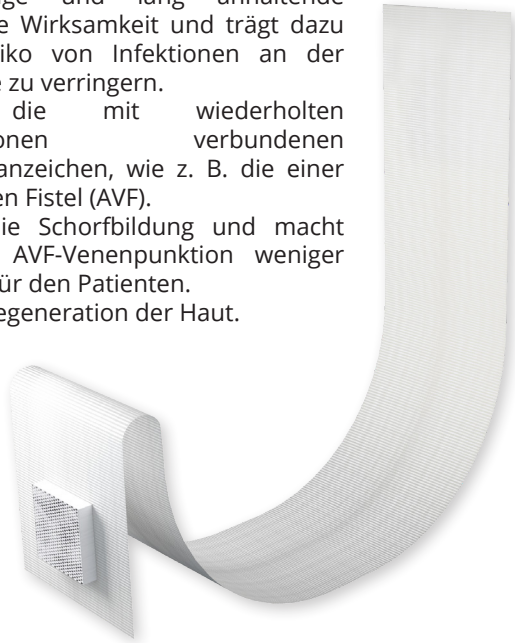 ge und lang anhaltende
e Wirksamkeit und trägt dazu
iko von Infektionen an der
e zu verringern.
die mit wiederholten
onen verbundenen
anzeichen, wie z. B. die einer
en Fistel (AVF).
ie Schorfbildung und macht
AVF-Venenpunktion weniger
ür den Patienten.
egeneration der Haut.